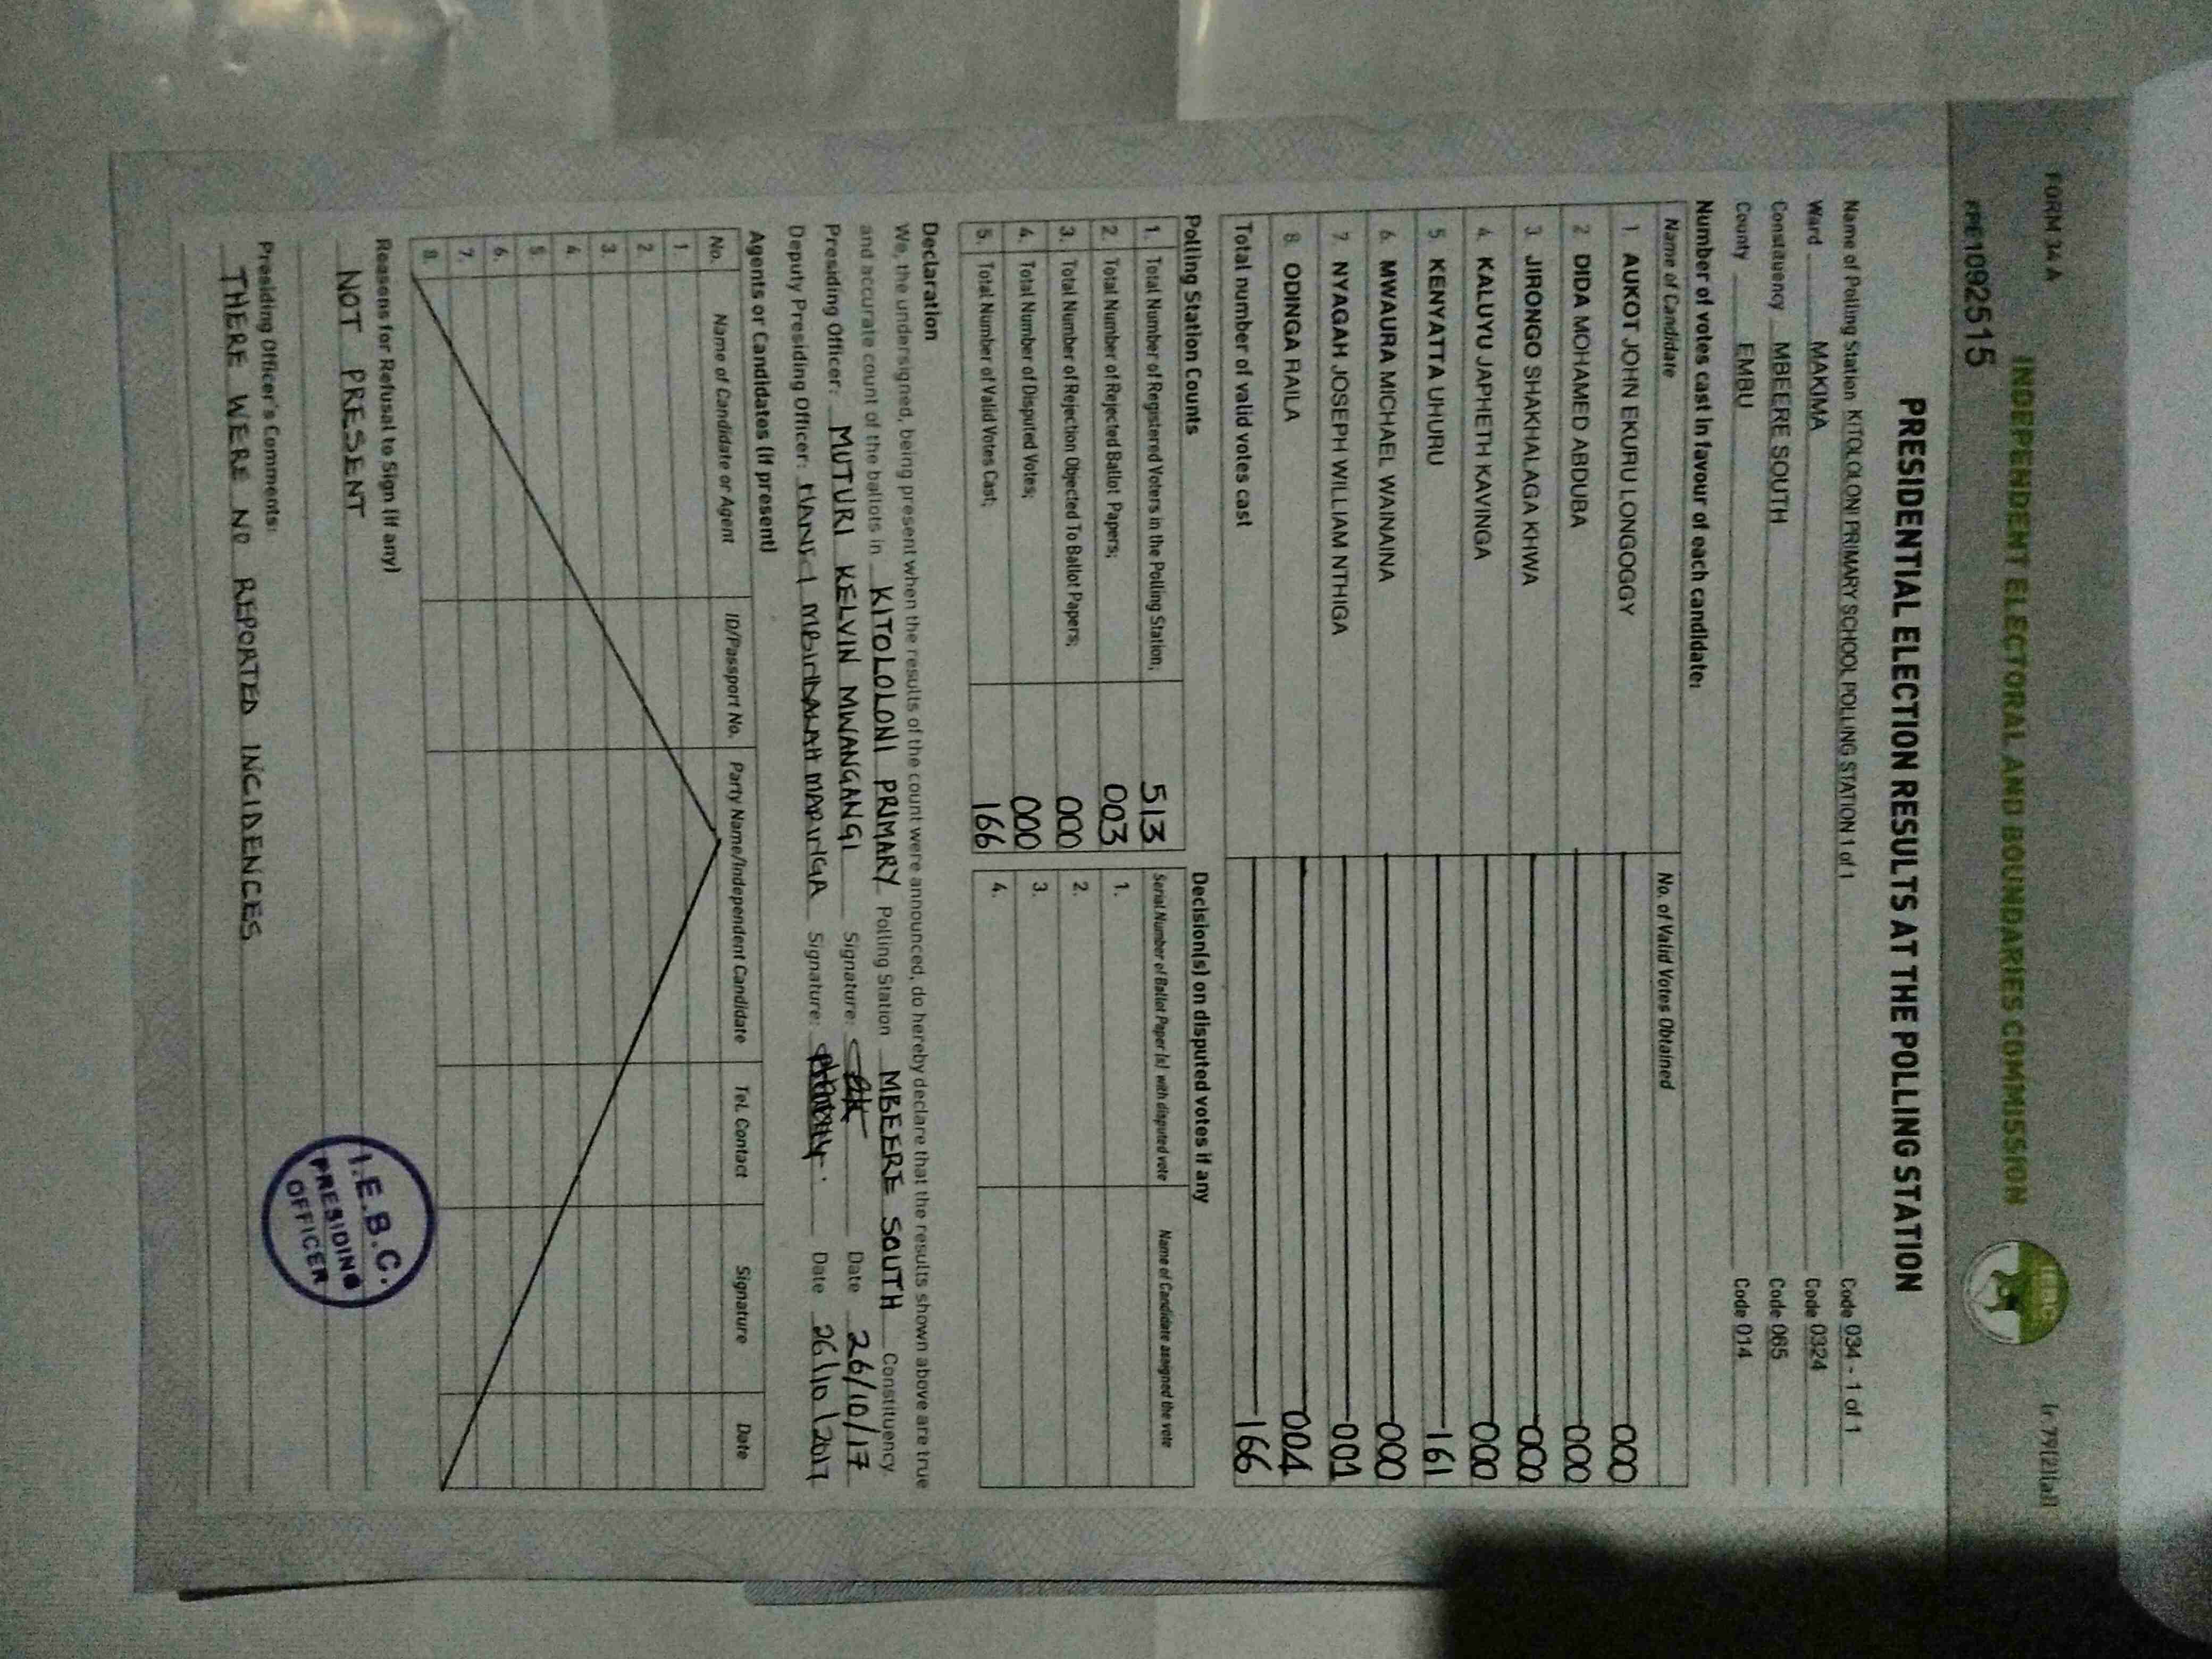 FORM 34 A
INDEPENDENT ELECTORAL AND BOUNDARIES COMMISSION
(r 79(2)(a))
PRE1092515
IEBC
PRESIDENTIAL ELECTION RESULTS AT THE POLLING STATION
Name of Polling Station KITOLOLONI PRIMARY SCHOOL POLLING STATION 1 of 1 Code 034 - 1 of 1
Ward MAKIMA Code 0324
Constituency MBEERE SOUTH Code 065
County EMBU Code 014
Number of votes cast in favour of each candidate:
Name of Candidate No. of Valid Votes Obtained
1. AUKOT JOHN EKURU LONGOGGY 000
2 DIDA MOHAMED ABDUBA 000
3. JIRONGO SHAKHALAGA KHWA 000
4. KALUYU JAPHETH KAVINGA 000
5 KENYATTA UHURU 161
6. MWAURA MICHAEL WAINAINA 000
7 NYAGAH JOSEPH WILLIAM NTHIGA 001
8. ODINGA RAILA 004
Total number of valid votes cast 166
Polling Station Counts
1. Total Number of Registered Voters in the Polling Station; 513
2. Total Number of Rejected Ballot Papers; 003
3. Total Number of Rejection Objected To Ballot Papers; 000
4. Total Number of Disputed Votes; 000
5. Total Number of Valid Votes Cast; 166
Decision(s) on disputed votes if any
Serial Number of Ballot Paper (s) with disputed vote Name of Candidate assigned the vote
1.
2.
3.
4.
Declaration
We, the undersigned, being present when the results of the count were announced, do hereby declare that the results shown above are true
and accurate count of the ballots in KITOLOLONI PRIMARY Polling Station MBEERE SOUTH Constituency
Presiding Officer: MUTURI KELVIN MWANGANGI Signature: Date 26/10/17
Deputy Presiding Officer: Signature: Date 26/10/2017
Agents or Candidates (if present)
No. Name of Candidate or Agent ID/Passport No. Party Name/Independent Candidate Tel. Contact Signature Date
1
2.
3.
4.
5
6.
7.
8.
Reasons for Refusal to Sign (if any)
NOT PRESENT
Presiding Officer's Comments:
THERE WERE NO REPORTED INCIDENCES
I.E.B.C.
PRESIDING
OFFICER